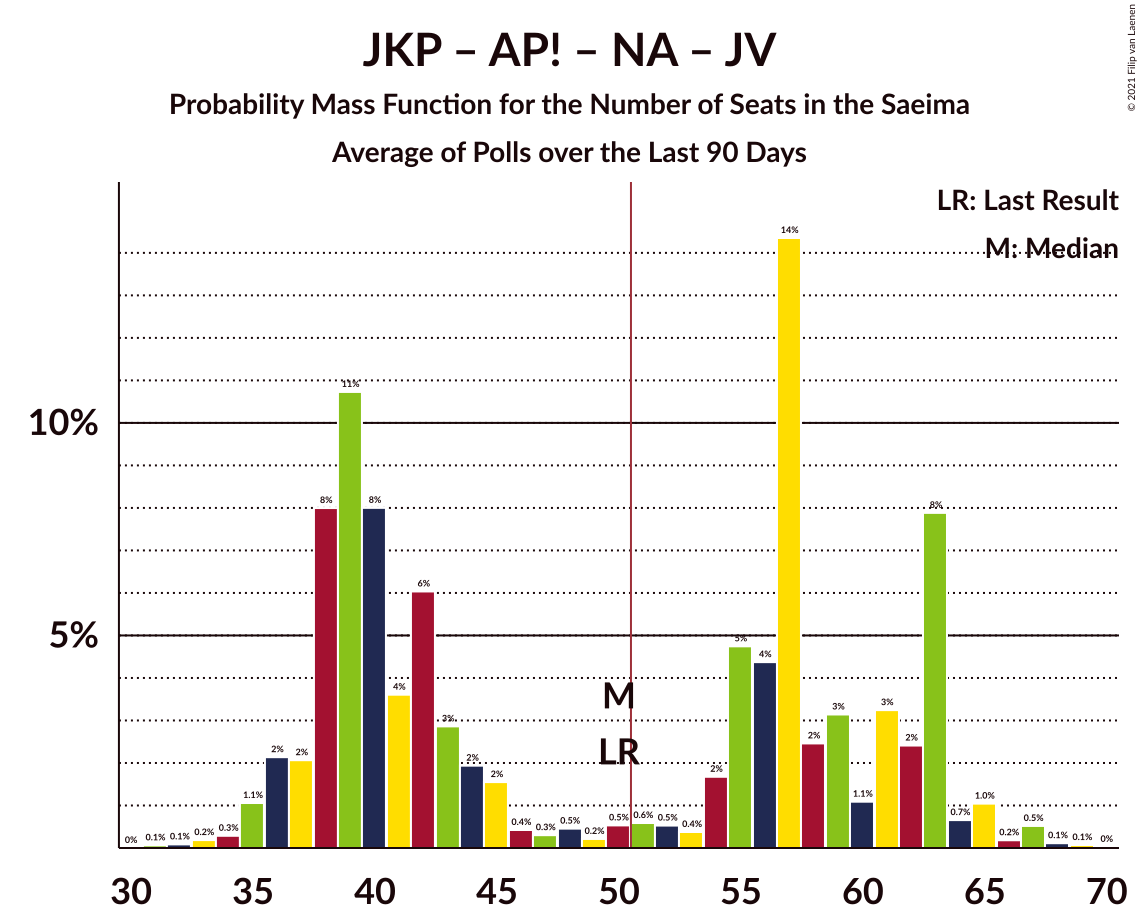 © 2021 Filip van Laenen
JKP – AP! – NA – JV
Probability Mass Function for the Number of Seats in the Saeima
Average of Polls over the Last 90 Days
LR: Last Result
M: Median
10%
5%
M
LR
0% 0.1% 0.1% 0.2% 0.3% 1.1% 2% 2% 8% 11% 8% 4% 6% 3% 2% 2% 0.4% 0.3% 0.5% 0.2% 0.5% 0.6% 0.5% 0.4% 2% 5% 4% 14% 2% 3% 1.1% 3% 2% 8% 0.7% 1.0% 0.2% 0.5% 0.1% 0.1% 0%
30 35 40 45 50 55 60 65 70